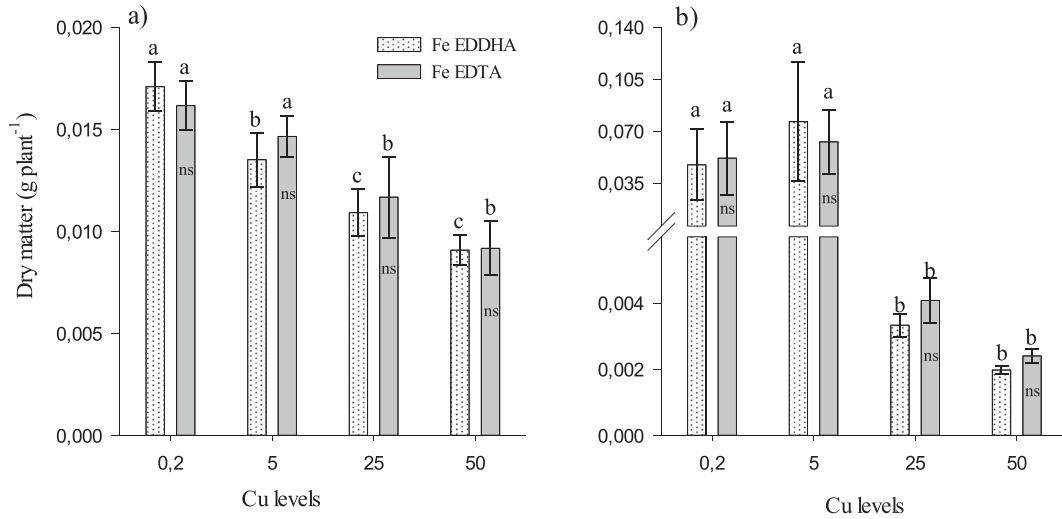 a)
Fe EDDHA
Fe EDTA
Dry matter (g plant-1)
0,020
0,015
0,010
0,005
0,000
a
a
b
a
c
b
c
b
ns
ns
ns
ns
0,2
5
25
50
Cu levels
b)
0,140
0,105
0,070
0,035
0,004
0,002
0,000
a
a
a
a
b
b
b
b
ns
ns
ns
ns
0,2
5
25
50
Cu levels